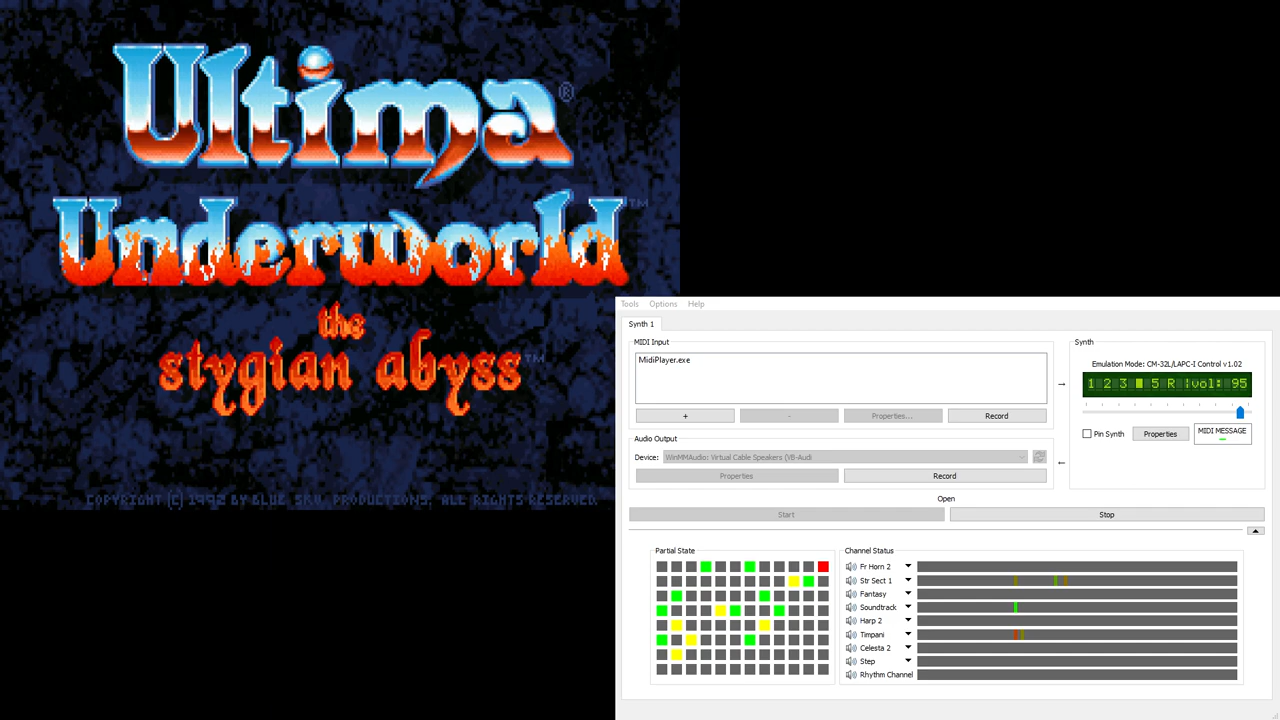 Ultima®
Underworld™
the
stygian abyss™
COPYRIGHT (C) 1992 BY BLUE SKY PRODUCTIONS. ALL RIGHTS RESERVED.
Tools Options Help
Synth 1
MIDI Input
MidiPlayer.exe
+ - Properties... Record
Audio Output
Device: WinMMAudio: Virtual Cable Speakers (VB-Audi
Properties Record
Synth
Emulation Mode: CM-32L/LAPC-I Control v1.02
1 2 3 █ 5 R |vol: 95
Pin Synth Properties MIDI MESSAGE
Open
Start Stop
Partial State
Channel Status
Fr Horn 2
Str Sect 1
Fantasy
Soundtrack
Harp 2
Timpani
Celesta 2
Step
Rhythm Channel